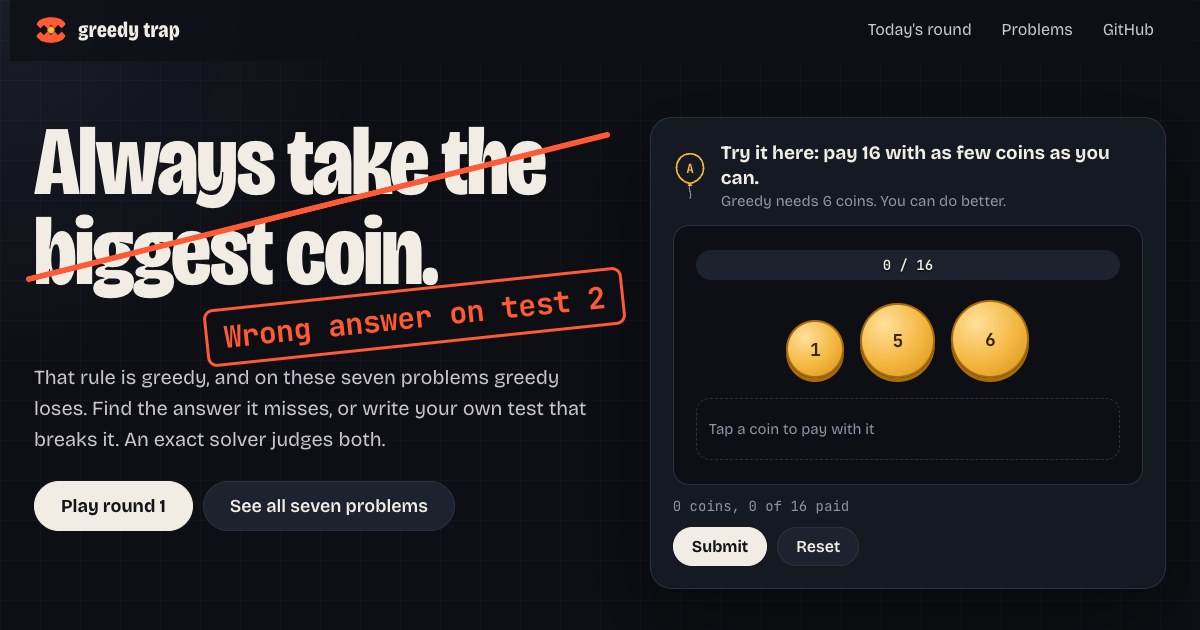 greedy trap
Today's round
Problems
GitHub
Always take the
biggest coin.
Wrong answer on test 2
That rule is greedy, and on these seven problems greedy
loses. Find the answer it misses, or write your own test that
breaks it. An exact solver judges both.
Play round 1
See all seven problems
A
Try it here: pay 16 with as few coins as you
can.
Greedy needs 6 coins. You can do better.
0 / 16
1
5
6
Tap a coin to pay with it
0 coins, 0 of 16 paid
Submit
Reset